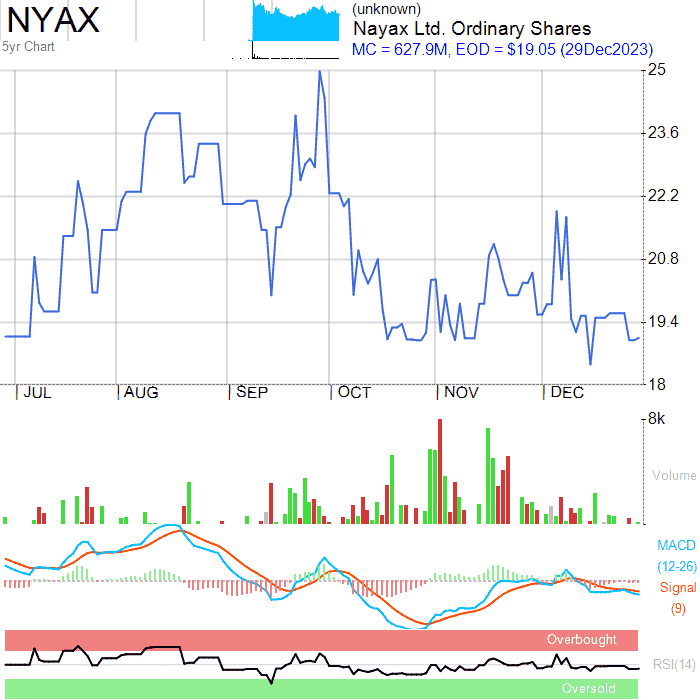 NYAX
5yr Chart
(unknown)
Nayax Ltd. Ordinary Shares
MC = 627.9M, EOD = $19.05 (29Dec2023)
25
23.6
22.2
20.8
19.4
18
JUL AUG SEP OCT NOV DEC
8k
Volume
MACD
(12-26)
Signal
(9)
Overbought
RSI(14)
Oversold